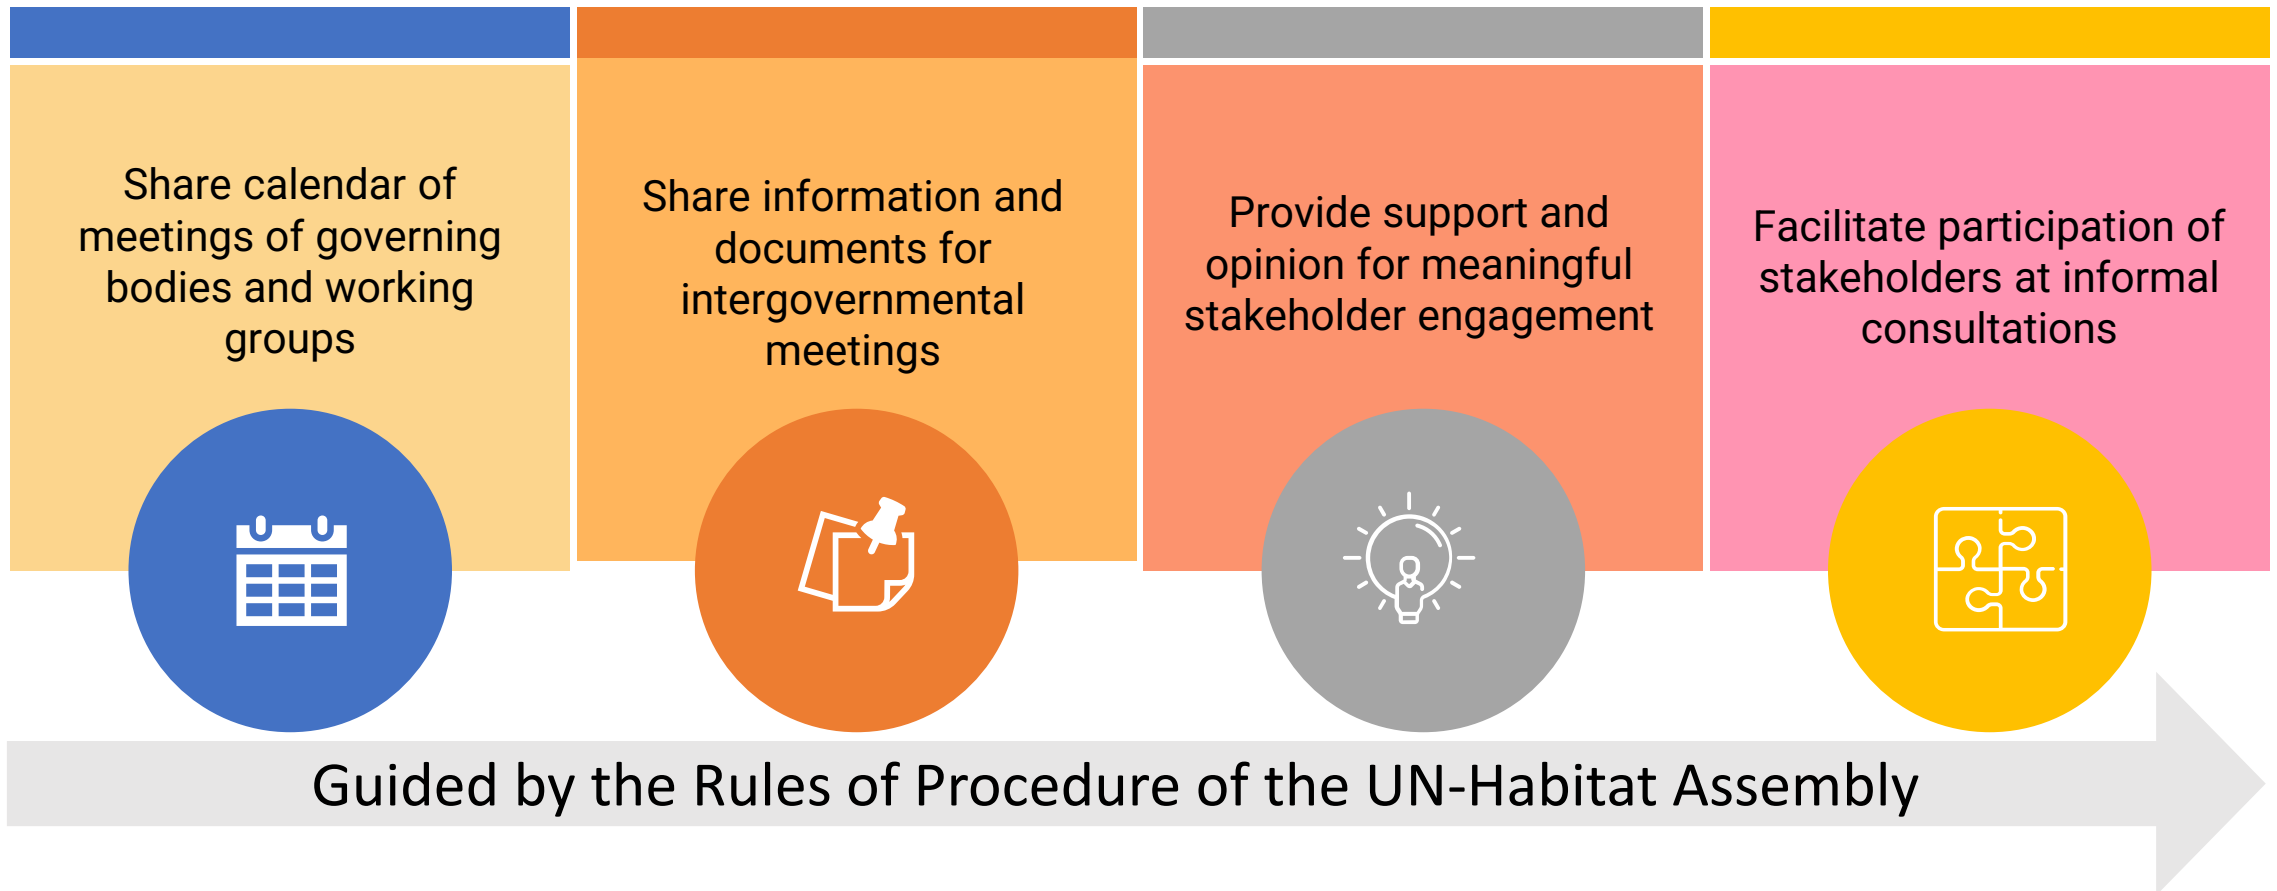 Share calendar of
meetings of governing
bodies and working
groups
Share information and
documents for
intergovernmental
meetings
Provide support and
opinion for meaningful
stakeholder engagement
Facilitate participation of
stakeholders at informal
consultations
Guided by the Rules of Procedure of the UN-Habitat Assembly